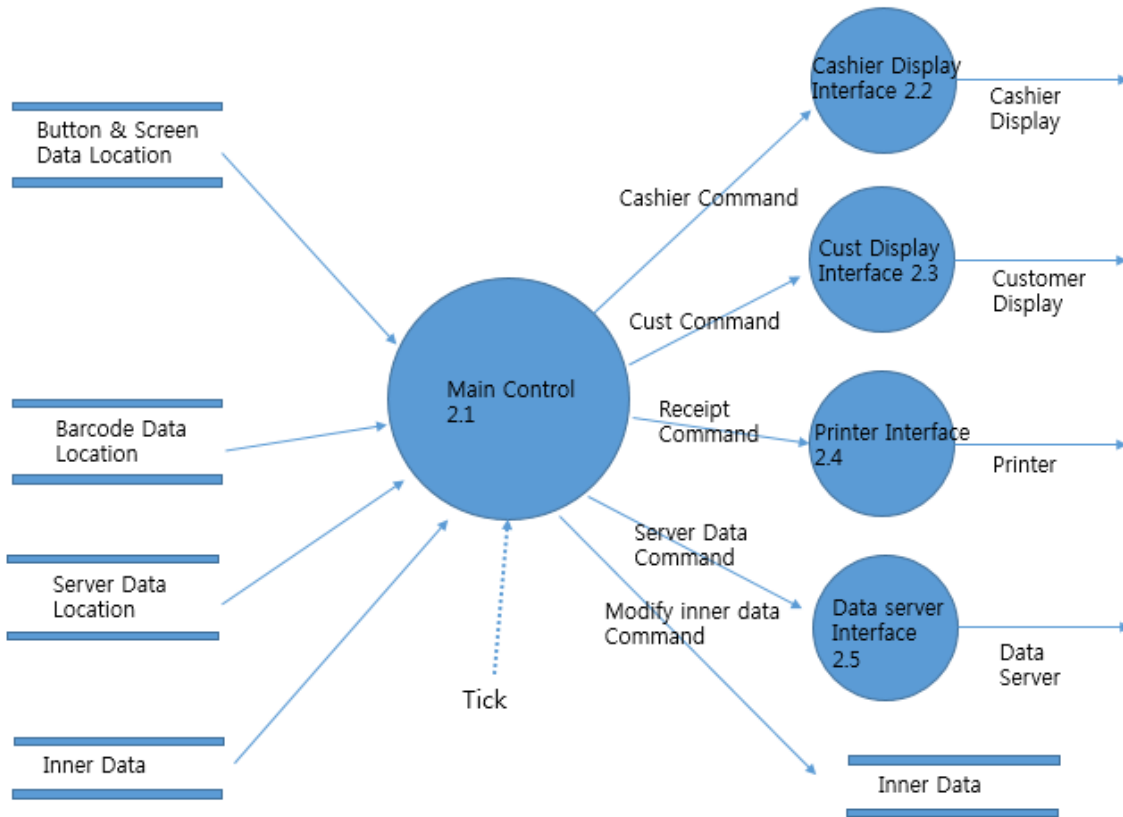 Button & Screen
Data Location
Barcode Data
Location
Server Data
Location
Inner Data
Main Control
2.1
Tick
Cashier Command
Cust Command
Receipt
Command
Server Data
Command
Modify inner data
Command
Cashier Display
Interface 2.2
Cust Display
Interface 2.3
Printer Interface
2.4
Data server
Interface
2.5
Inner Data
Cashier
Display
Customer
Display
Printer
Data
Server